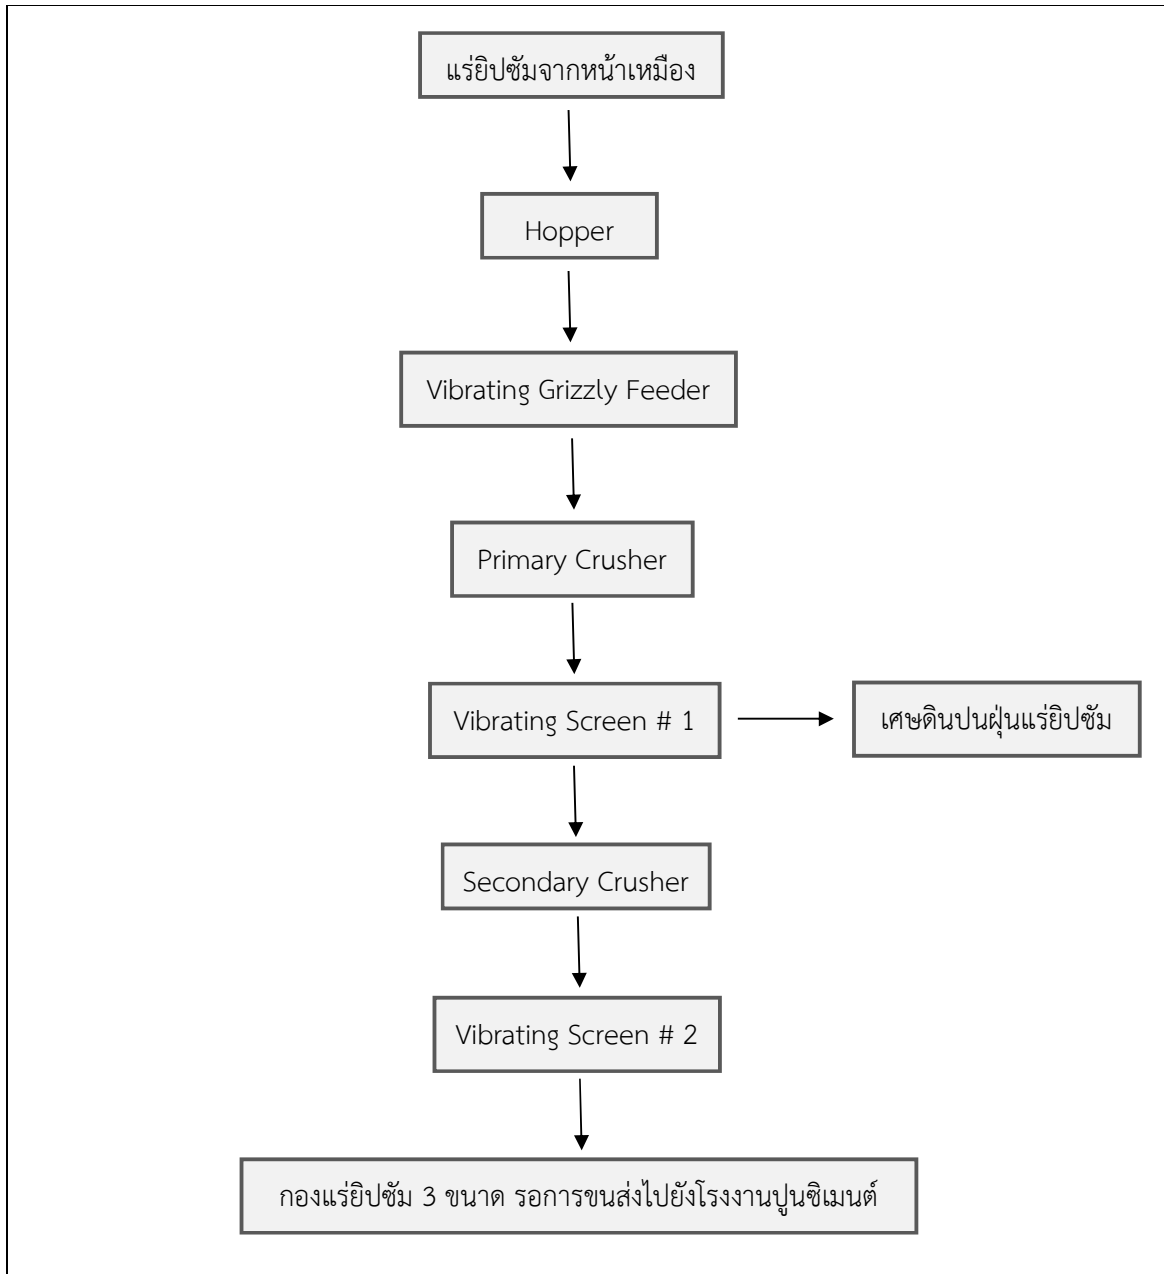 แร่ยิปซัมจากหน้าเหมือง
Hopper
Vibrating Grizzly Feeder
Primary Crusher
Vibrating Screen # 1
เศษดินปนฝุ่นแร่ยิปซัม
Secondary Crusher
Vibrating Screen # 2
กองแร่ยิปซัม 3 ขนาด รอการขนส่งไปยังโรงงานปูนซิเมนต์